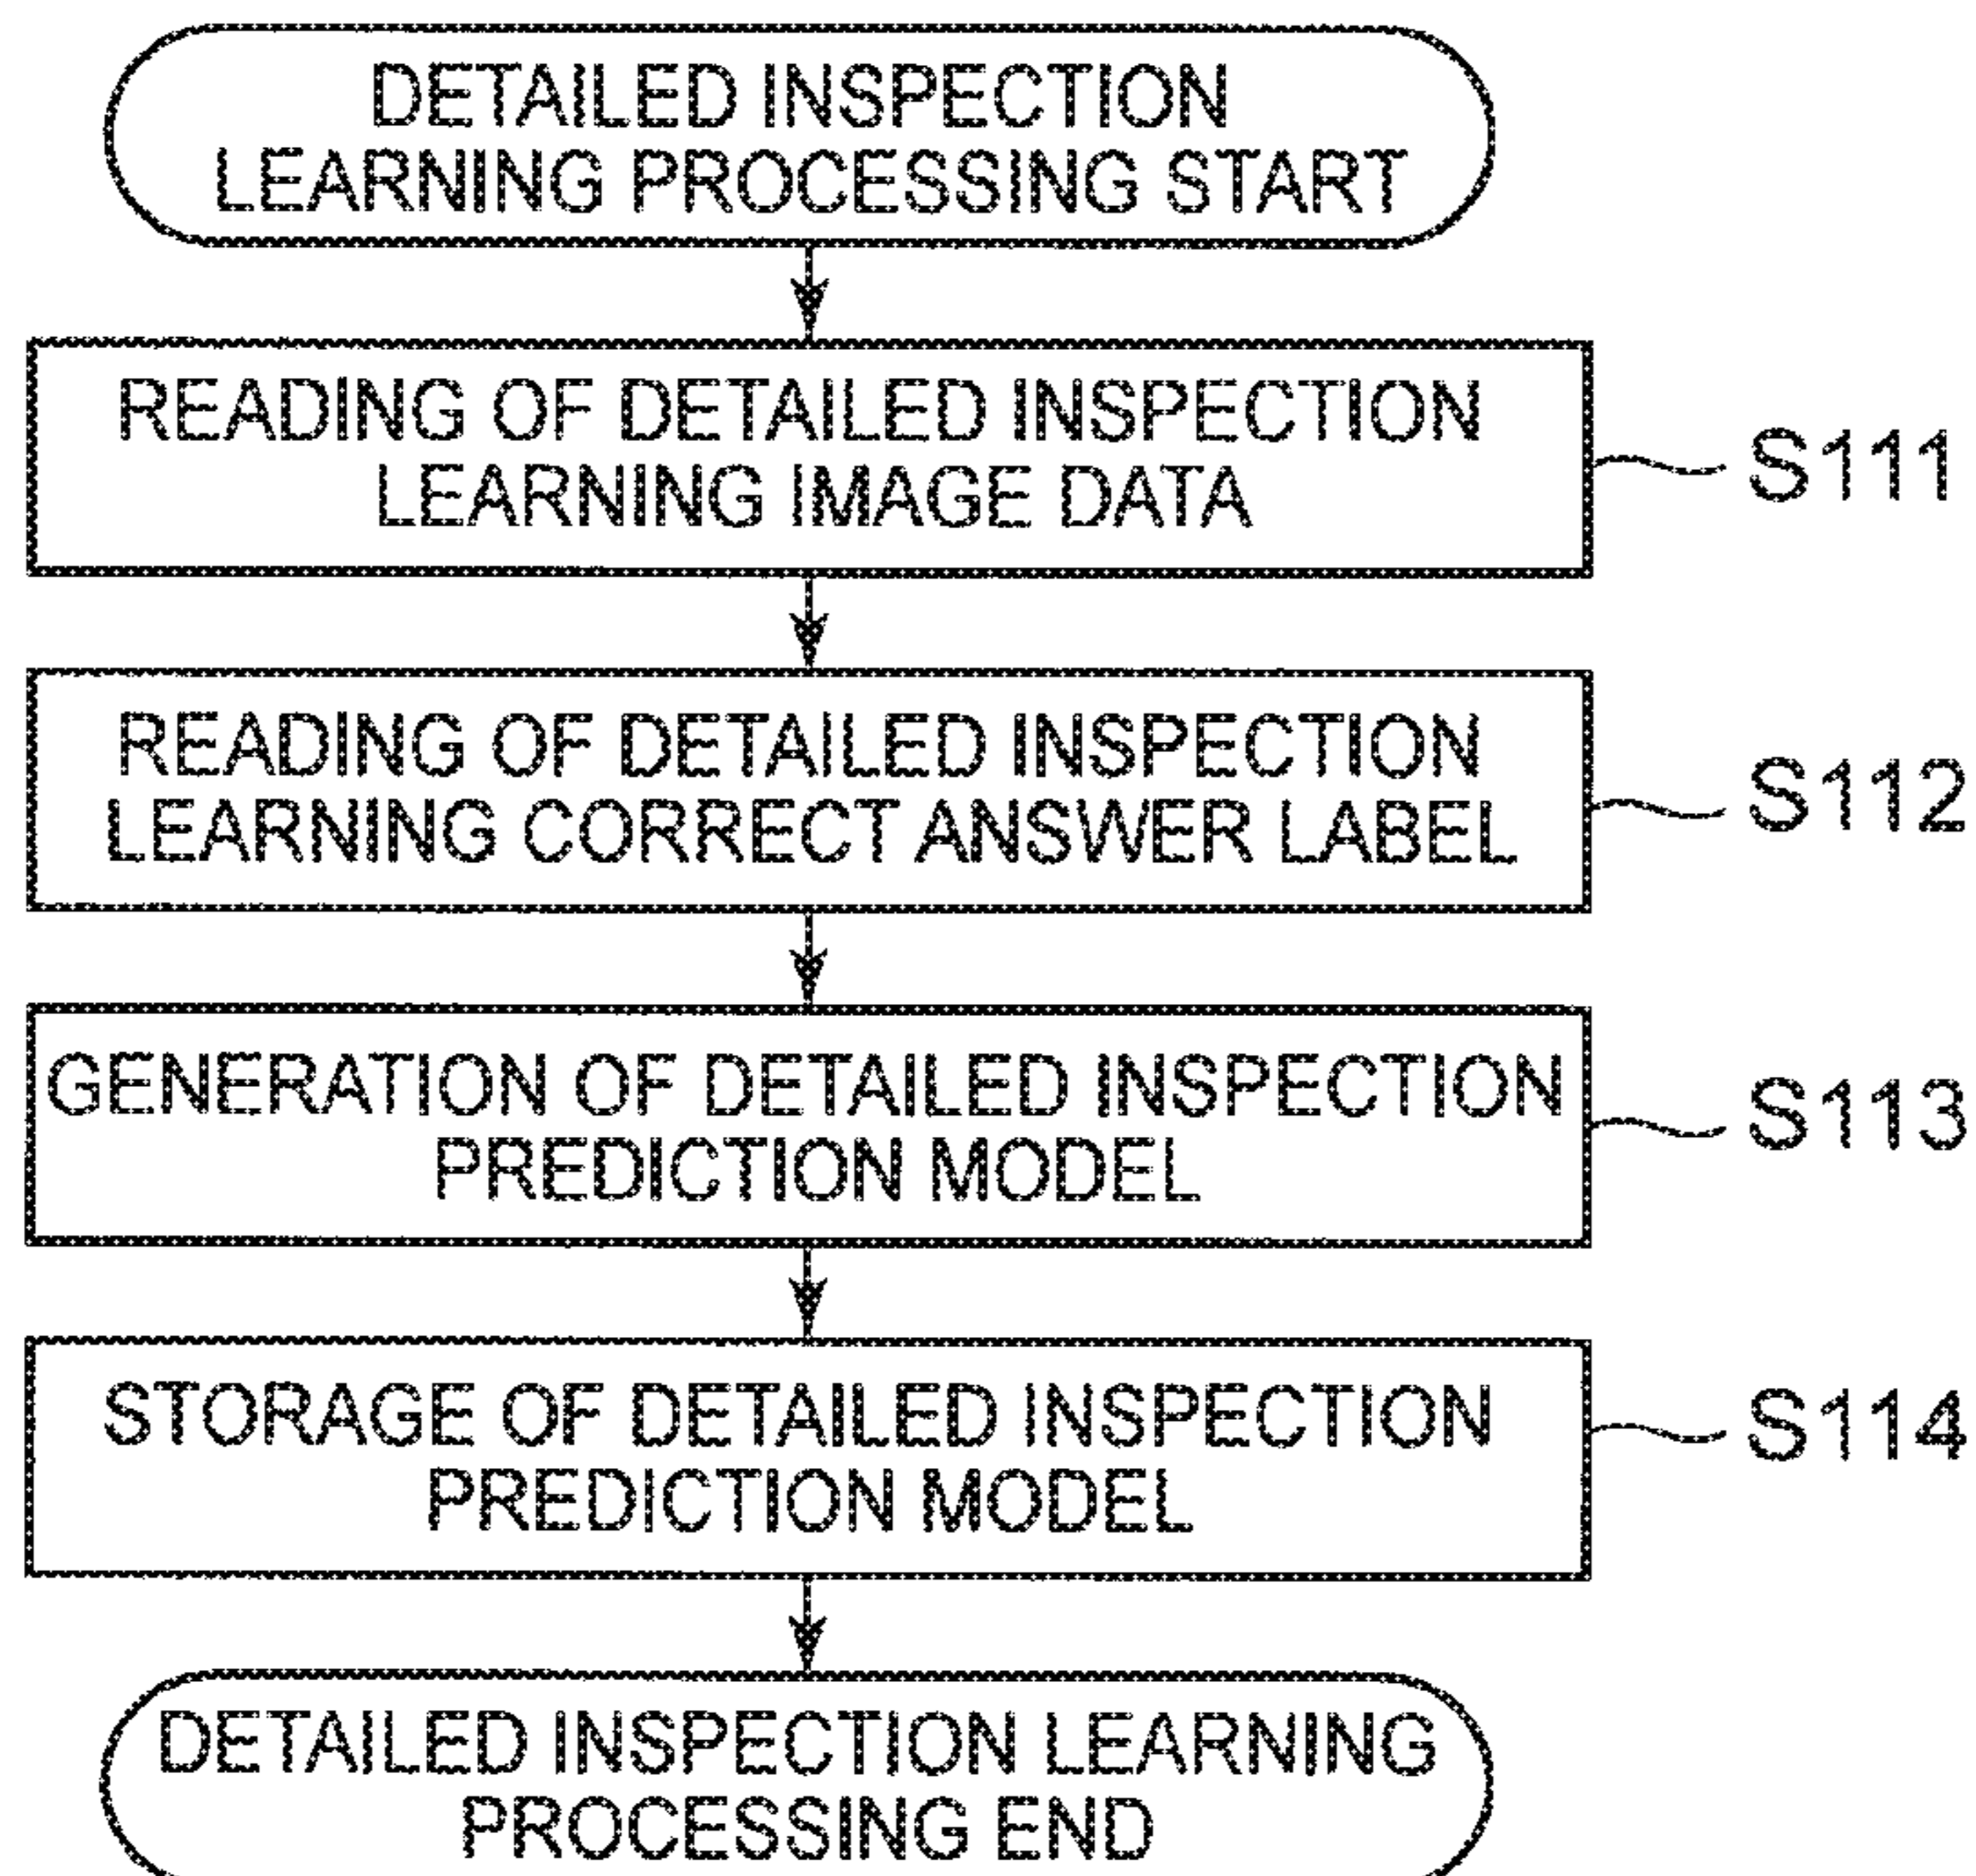 DETAILED INSPECTION
LEARNING PROCESSING START
READING OF DETAILED INSPECTION
LEARNING IMAGE DATA
S111
READING OF DETAILED INSPECTION
LEARNING CORRECT ANSWER LABEL
S112
GENERATION OF DETAILED INSPECTION
PREDICTION MODEL
S113
STORAGE OF DETAILED INSPECTION
PREDICTION MODEL
S114
DETAILED INSPECTION LEARNING
PROCESSING END